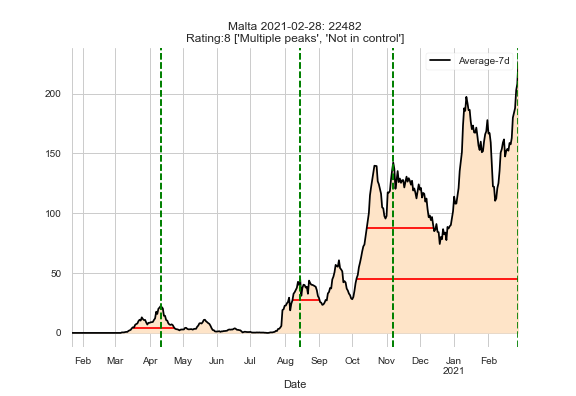 Malta 2021-02-28: 22482
Rating:8 ['Multiple peaks', 'Not in control']
Average-7d
200
150
100
50
0
Feb Mar Apr May Jun Jul Aug Sep Oct Nov Dec Jan Feb
2021
Date